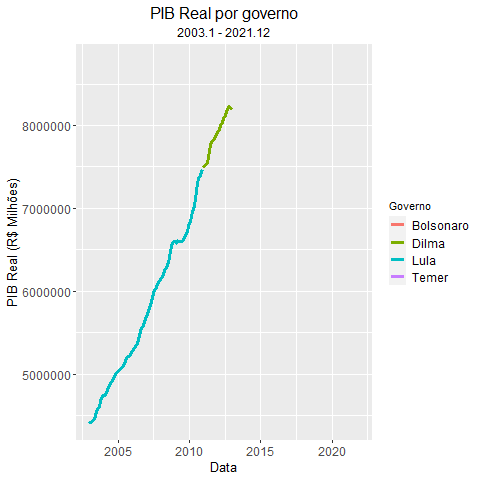 PIB Real por governo
2003.1 - 2021.12
PIB Real (R$ Milhões)
8000000
7000000
6000000
5000000
2005
2010
2015
2020
Data
Governo
Bolsonaro
Dilma
Lula
Temer